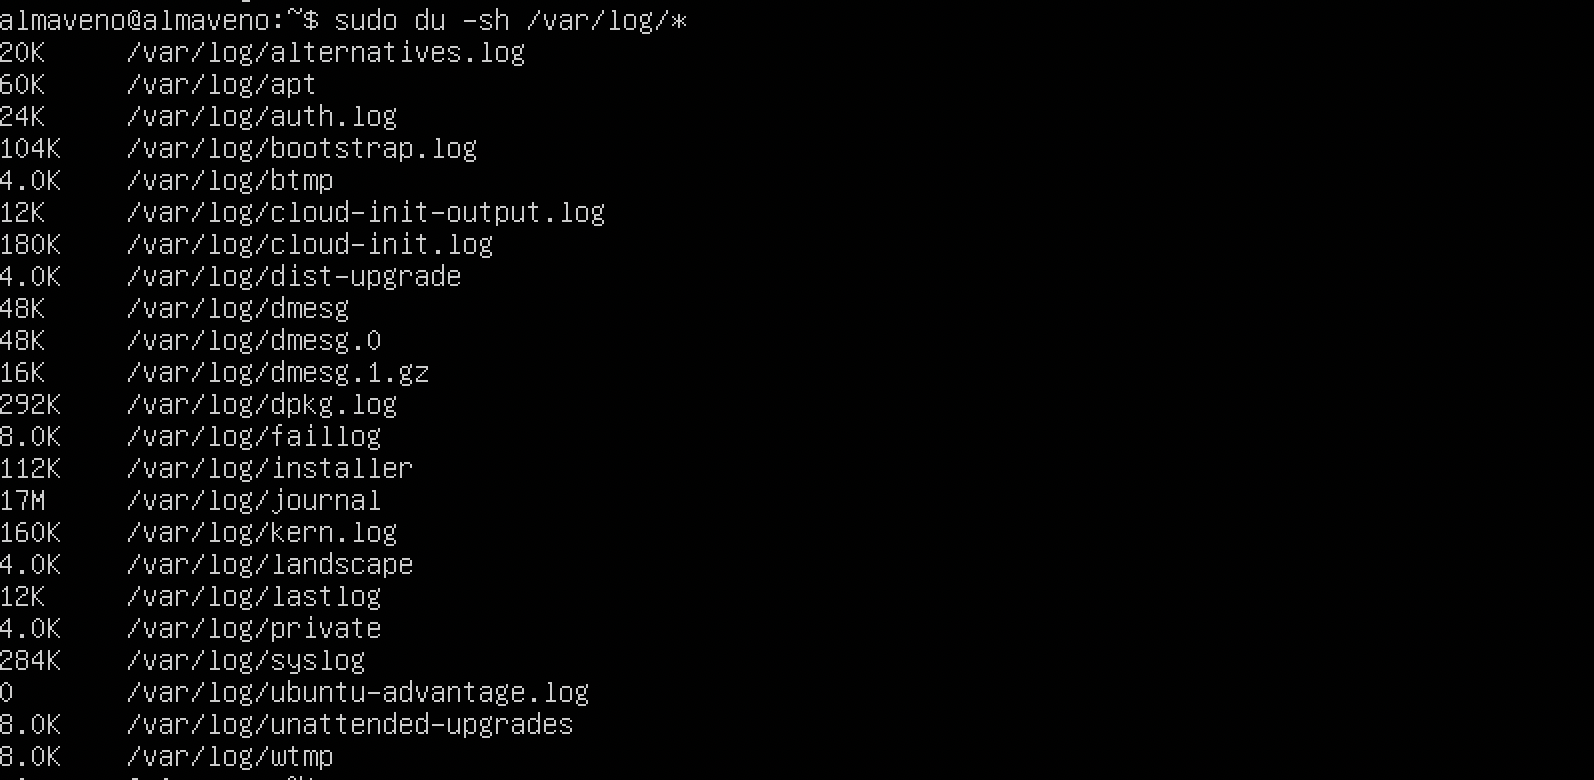 almaveno@almaveno:~$ sudo du -sh /var/log/*
20K /var/log/alternatives.log
60K /var/log/apt
24K /var/log/auth.log
104K /var/log/bootstrap.log
4.0K /var/log/btmp
12K /var/log/cloud-init-output.log
180K /var/log/cloud-init.log
4.0K /var/log/dist-upgrade
48K /var/log/dmesg
48K /var/log/dmesg.0
16K /var/log/dmesg.1.gz
292K /var/log/dpkg.log
8.0K /var/log/faillog
112K /var/log/installer
17M /var/log/journal
160K /var/log/kern.log
4.0K /var/log/landscape
12K /var/log/lastlog
4.0K /var/log/private
284K /var/log/syslog
0 /var/log/ubuntu-advantage.log
8.0K /var/log/unattended-upgrades
8.0K /var/log/wtmp